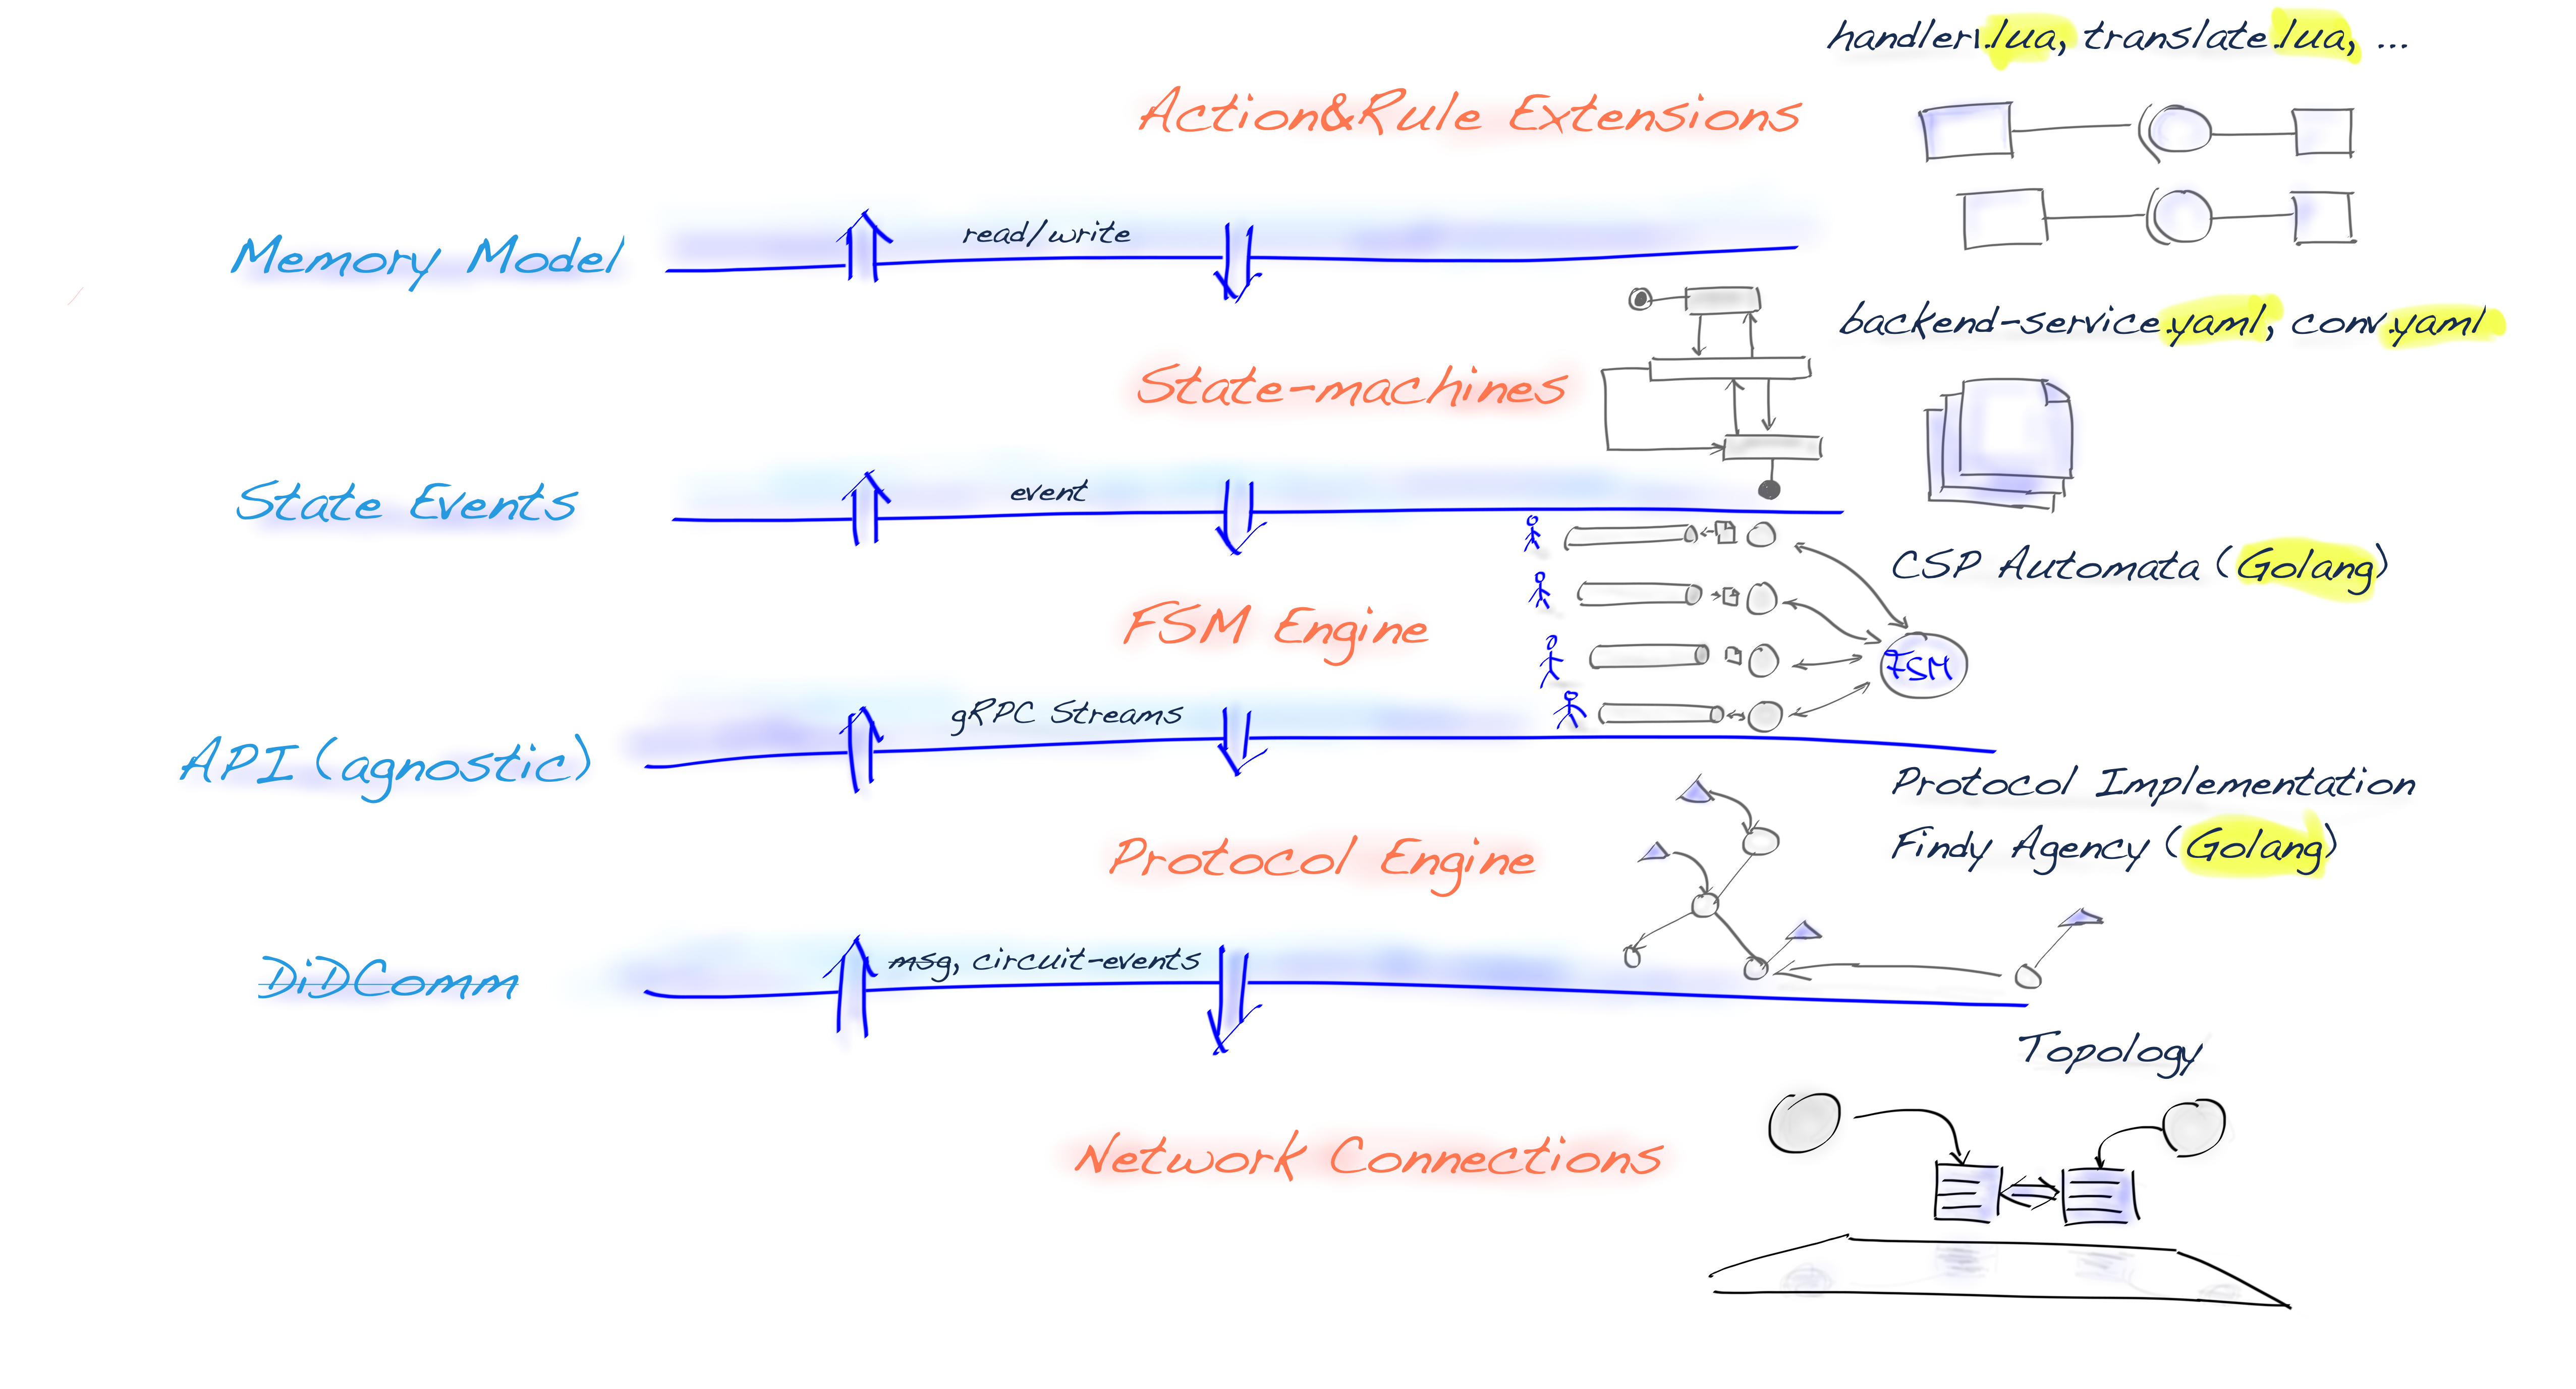 handler1.lua, translate.lua, ...
Action&Rule Extensions
Memory Model
read/write
backend-service.yaml, conv.yaml
State-machines
State Events
event
CSP Automata (Golang)
FSM Engine
FSM
gRPC Streams
API (agnostic)
Protocol Implementation
Findy Agency (Golang)
Protocol Engine
DiDComm
msg, circuit-events
Topology
Network Connections